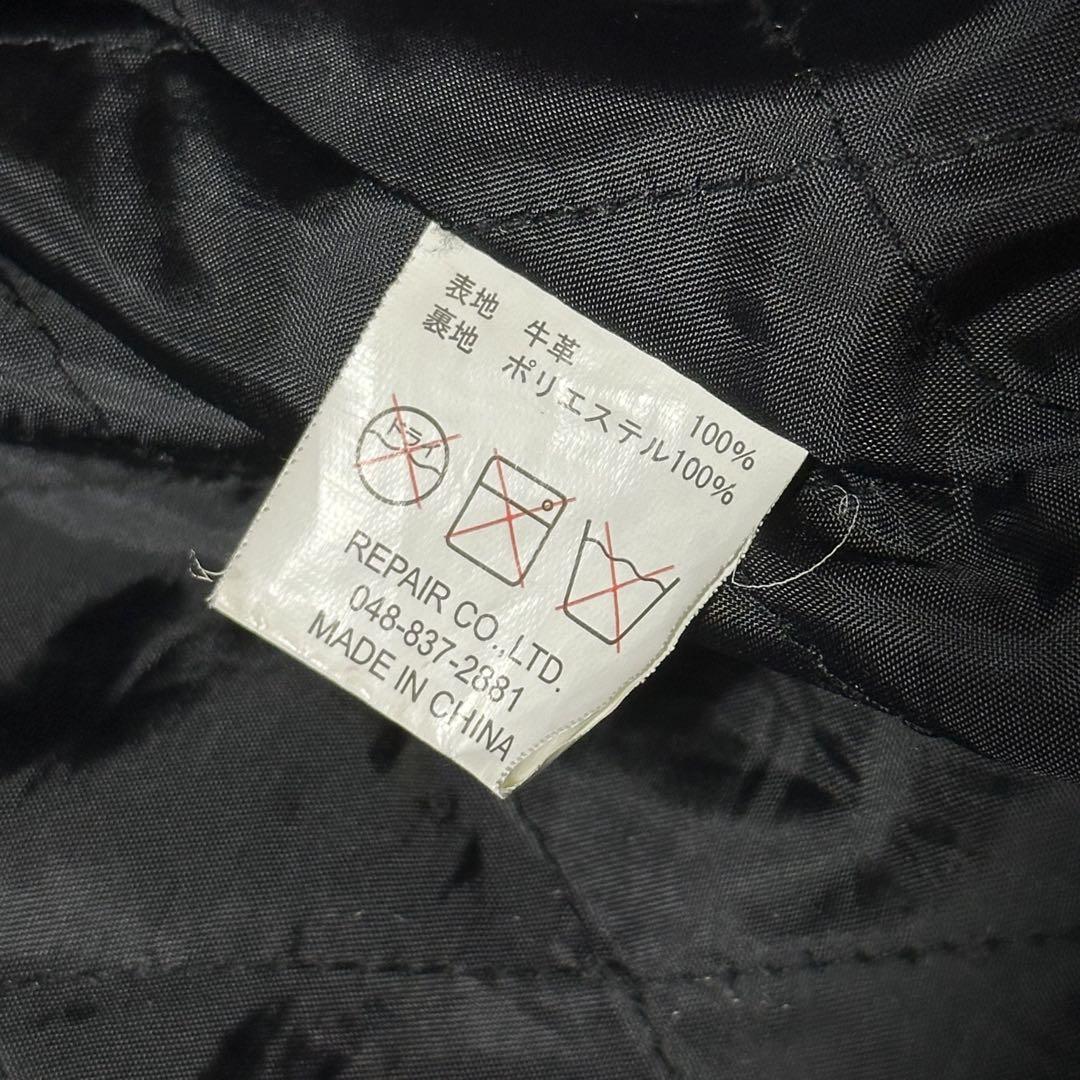 表地 牛革 100%
裏地 ポリエステル100%
ドライ
REPAIR CO.,LTD.
048-837-2881
MADE IN CHINA